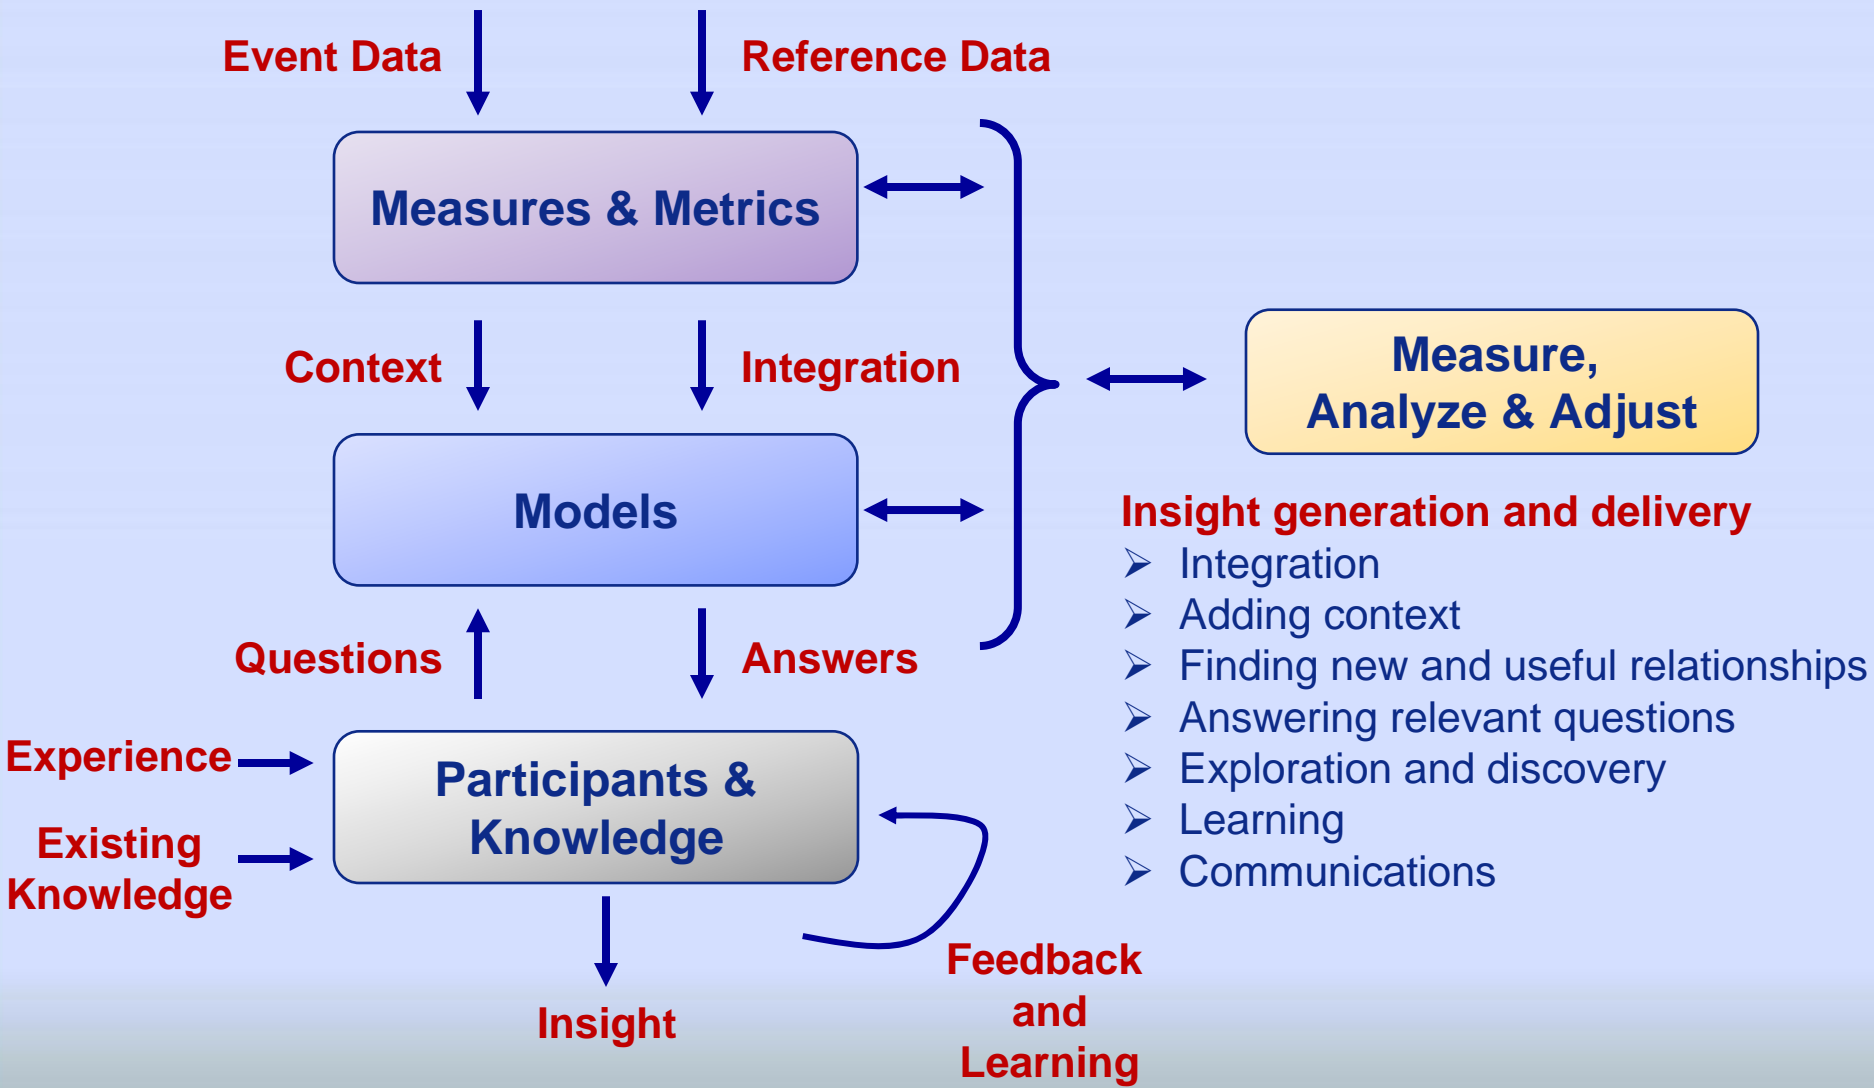 Event Data
Reference Data
Measures & Metrics
Context
Integration
Measure,
Analyze & Adjust
Models
Insight generation and delivery
Integration
Adding context
Finding new and useful relationships
Answering relevant questions
Exploration and discovery
Learning
Communications
Questions
Answers
Experience
Existing
Knowledge
Participants &
Knowledge
Feedback
and
Learning
Insight